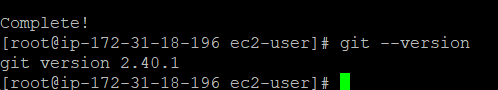 Complete!
[root@ip-172-31-18-196 ec2-user]# git --version
git version 2.40.1
[root@ip-172-31-18-196 ec2-user]#